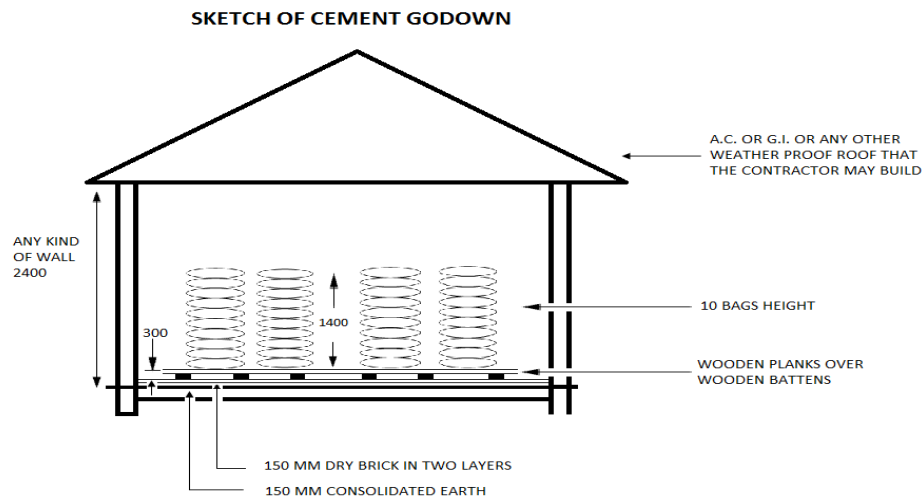 SKETCH OF CEMENT GODOWN
A.C. OR G.I. OR ANY OTHER
WEATHER PROOF ROOF THAT
THE CONTRACTOR MAY BUILD
ANY KIND
OF WALL
2400
300
1400
10 BAGS HEIGHT
WOODEN PLANKS OVER
WOODEN BATTENS
150 MM DRY BRICK IN TWO LAYERS
150 MM CONSOLIDATED EARTH